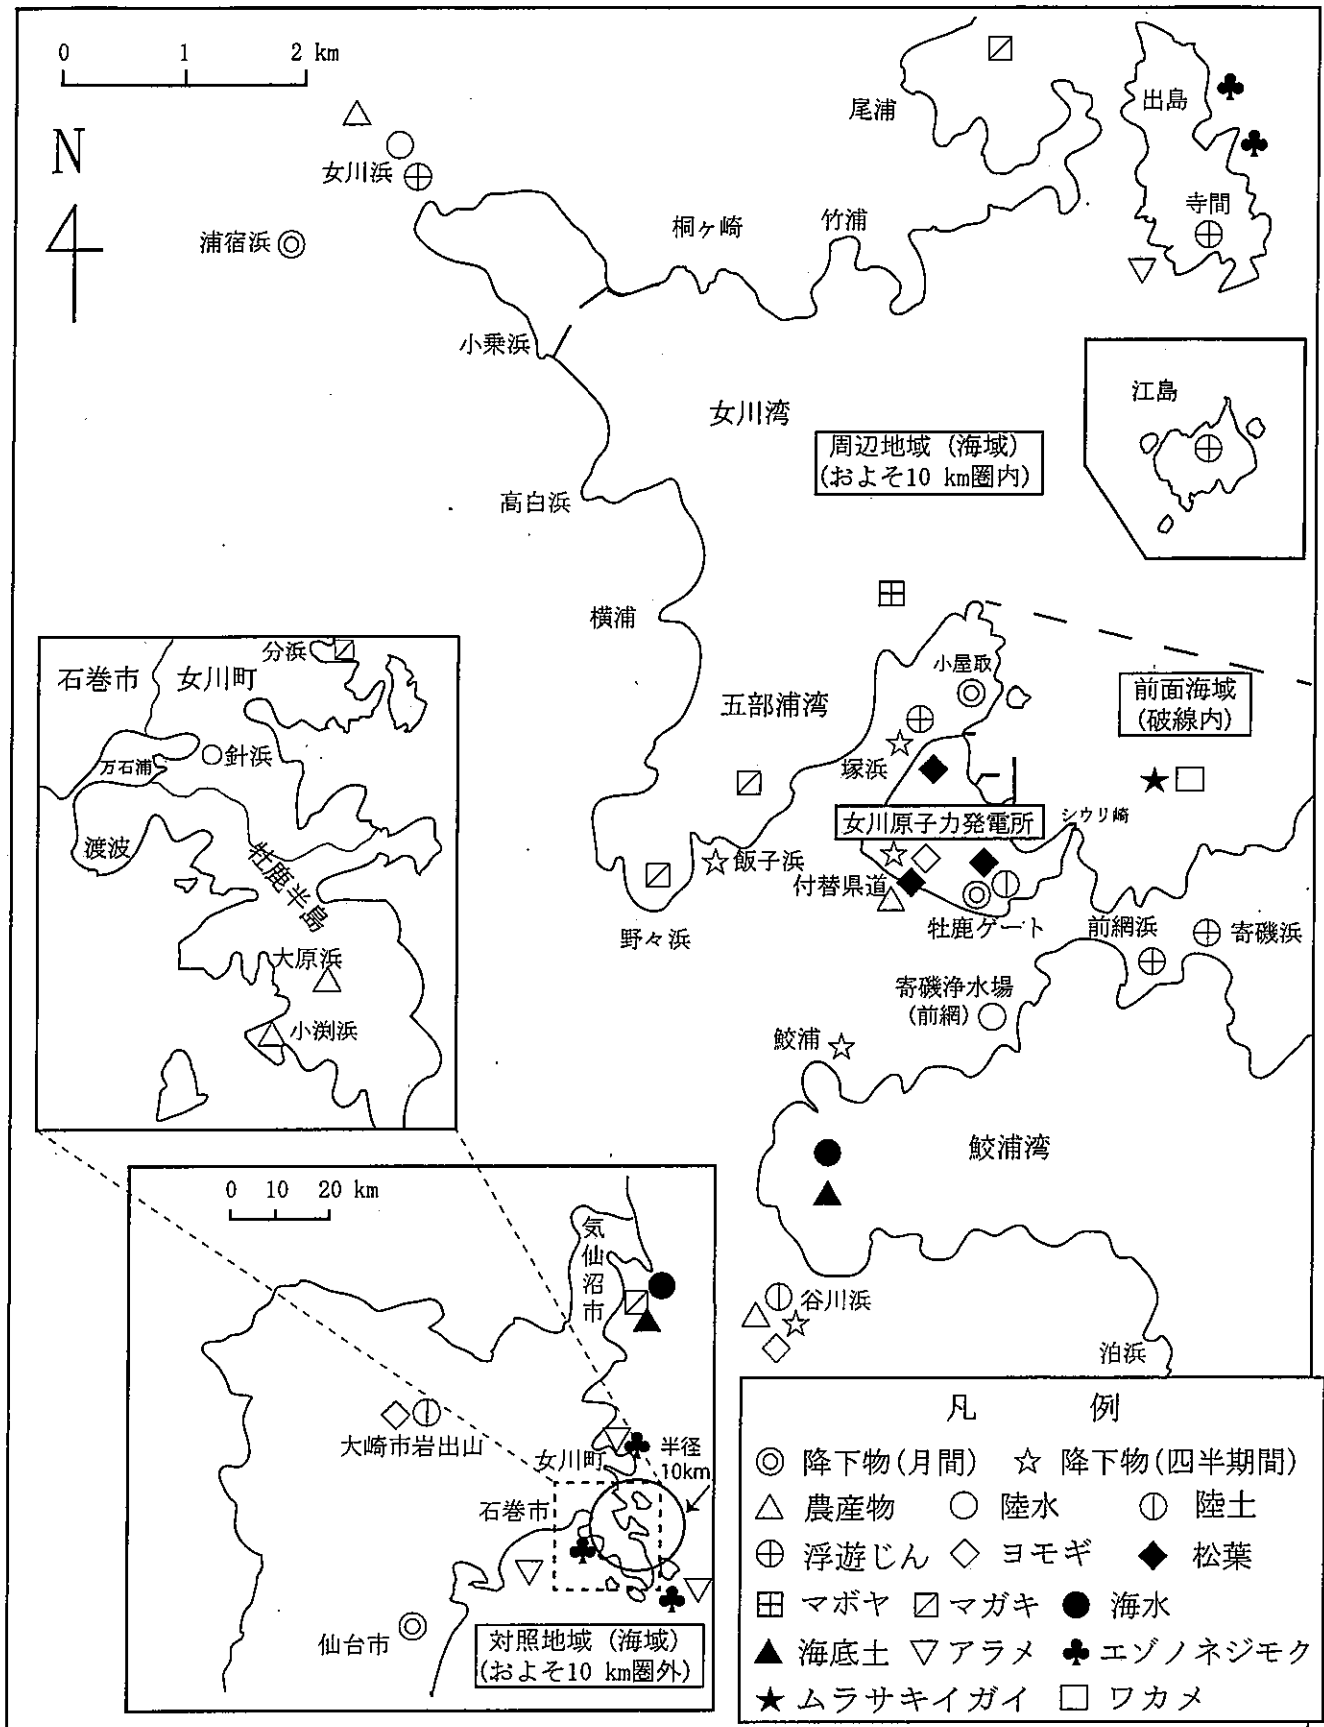 0 1 2 km
N
女川浜
浦宿浜
小乗浜
桐ヶ崎
竹浦
尾浦
出島
寺間
江島
女川湾
周辺地域（海域）
(およそ10 km圏内)
高白浜
横浦
五部浦湾
小屋取
塚浜
前面海域
(破線内)
女川原子力発電所
シウリ崎
飯子浜
付替県道
野々浜
牡鹿ゲート
前網浜
寄磯浜
寄磯浄水場
(前網)
鮫浦
鮫浦湾
谷川浜
泊浜
石巻市
女川町
分浜
万石浦
針浜
渡波
牡鹿半島
大原浜
小渕浜
0 10 20 km
気仙沼市
大崎市岩出山
女川町
半径
10km
石巻市
仙台市
対照地域（海域）
(およそ10 km圏外)
凡 例
降下物(月間) 降下物(四半期間)
農産物 陸水 陸土
浮遊じん ヨモギ 松葉
マボヤ マガキ 海水
海底土 アラメ エゾノネジモク
ムラサキイガイ ワカメ